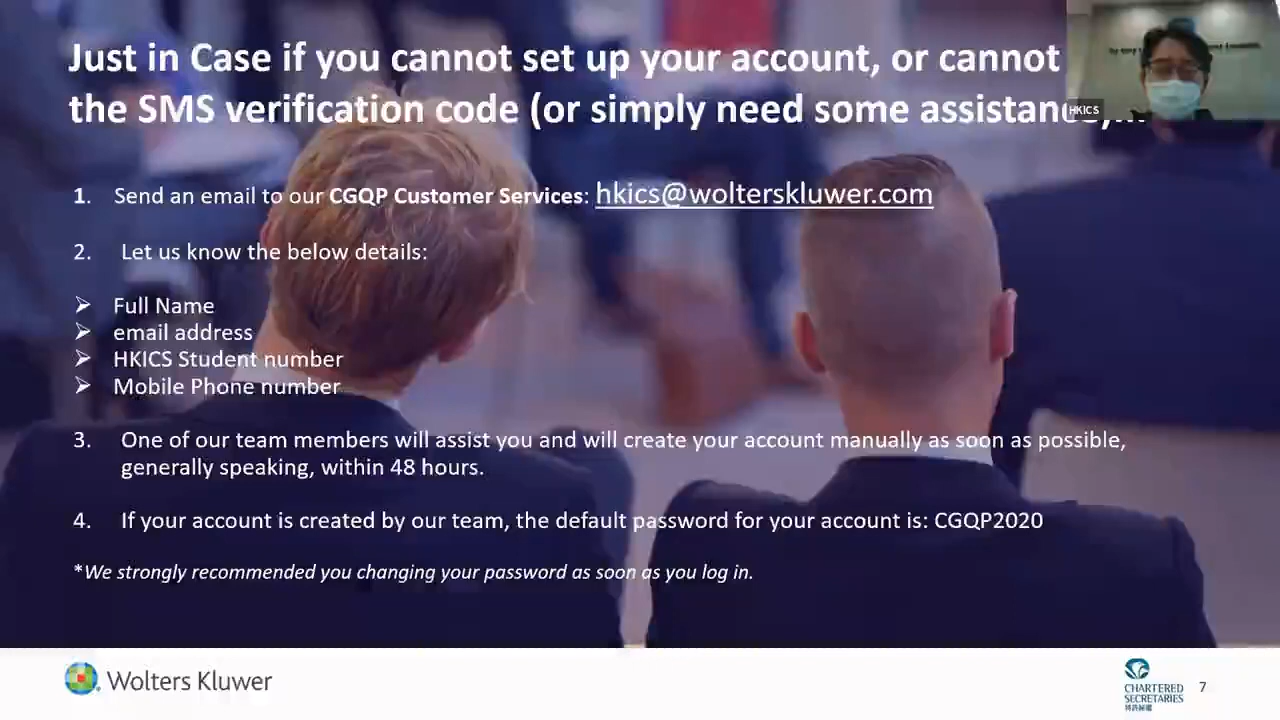 Just in Case if you cannot set up your account, or cannot
the SMS verification code (or simply need some assistance)...
HKICS
1. Send an email to our CGQP Customer Services: hkics@wolterskluwer.com
2. Let us know the below details:
➢ Full Name
➢ email address
➢ HKICS Student number
➢ Mobile Phone number
3. One of our team members will assist you and will create your account manually as soon as possible,
generally speaking, within 48 hours.
4. If your account is created by our team, the default password for your account is: CGQP2020
*We strongly recommended you changing your password as soon as you log in.
Wolters Kluwer
CHARTERED
SECRETARIES
特許秘書
7